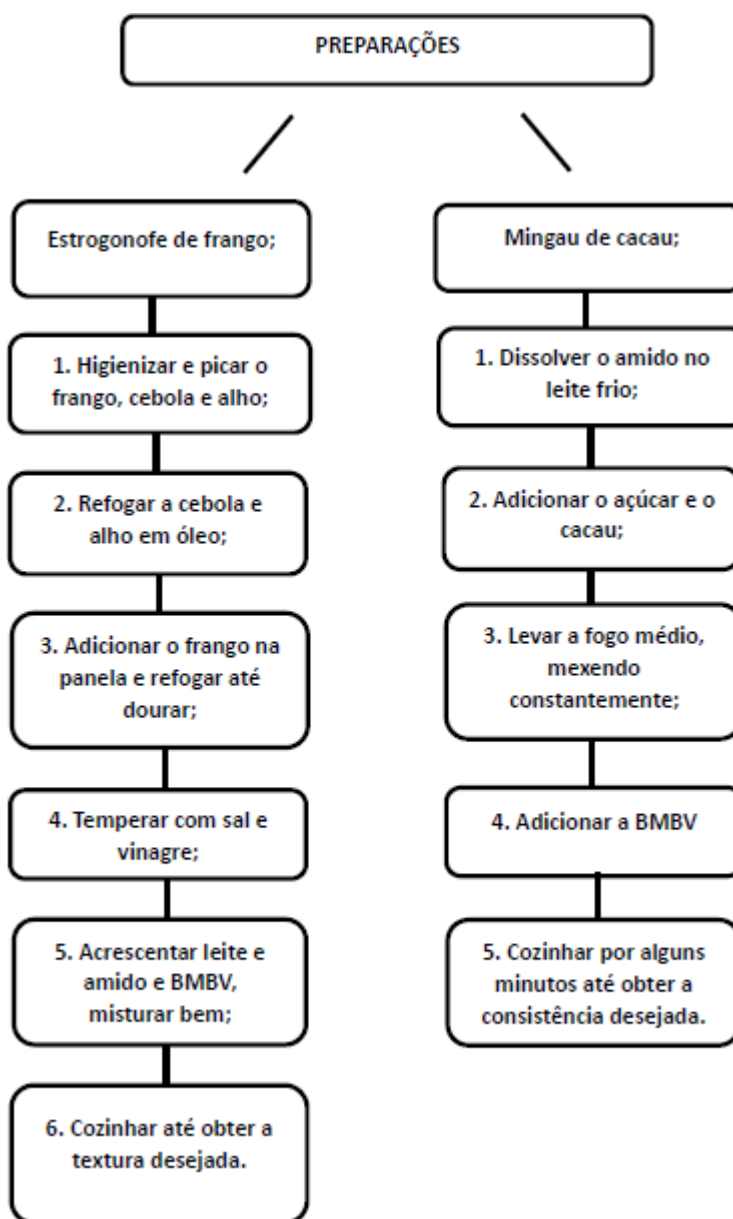 PREPARAÇÕES
Estrogonofe de frango;
1. Higienizar e picar o
frango, cebola e alho;
2. Refogar a cebola e
alho em óleo;
3. Adicionar o frango na
panela e refogar até
dourar;
4. Temperar com sal e
vinagre;
5. Acrescentar leite e
amido e BMBV,
misturar bem;
6. Cozinhar até obter a
textura desejada.
Mingau de cacau;
1. Dissolver o amido no
leite frio;
2. Adicionar o açúcar e o
cacau;
3. Levar a fogo médio,
mexendo
constantemente;
4. Adicionar a BMBV
5. Cozinhar por alguns
minutos até obter a
consistência desejada.